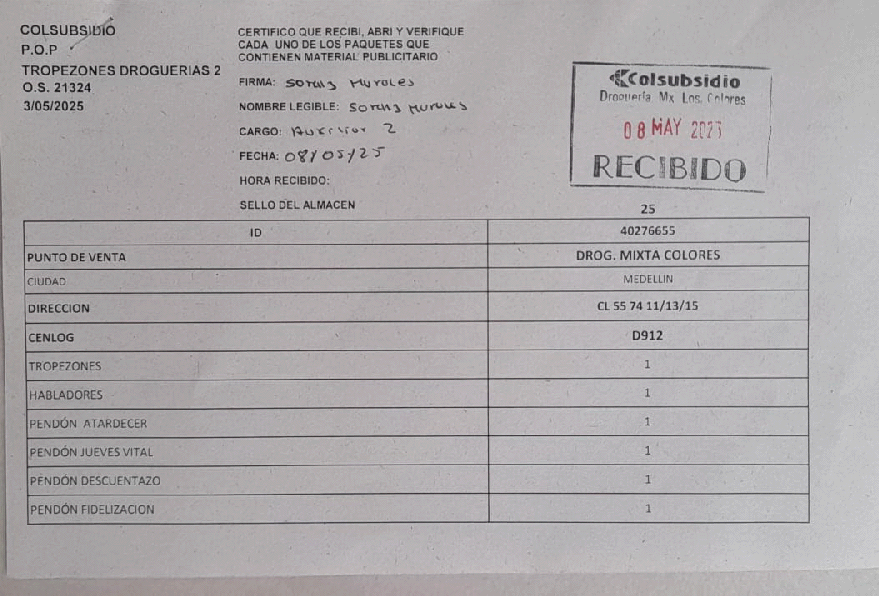 COLSUBSIDIO
P.O.P
TROPEZONES DROGUERIAS 2
O.S. 21324
3/05/2025
CERTIFICO QUE RECIBI, ABRI Y VERIFIQUE
CADA UNO DE LOS PAQUETES QUE
CONTIENEN MATERIAL PUBLICITARIO
FIRMA: Morales
NOMBRE LEGIBLE: Morales
CARGO: Auxiliar 2
FECHA: 08/05/25
HORA RECIBIDO:
SELLO DEL ALMACEN
Colsubsidio
Droguería Mx Los Colores
08 MAY 2025
RECIBIDO
25
ID 40276655
PUNTO DE VENTA DROG. MIXTA COLORES
CIUDAD MEDELLIN
DIRECCION CL 55 74 11/13/15
CENLOG D912
TROPEZONES 1
HABLADORES 1
PENDÓN ATARDECER 1
PENDÓN JUEVES VITAL 1
PENDÓN DESCUENTAZO 1
PENDÓN FIDELIZACION 1